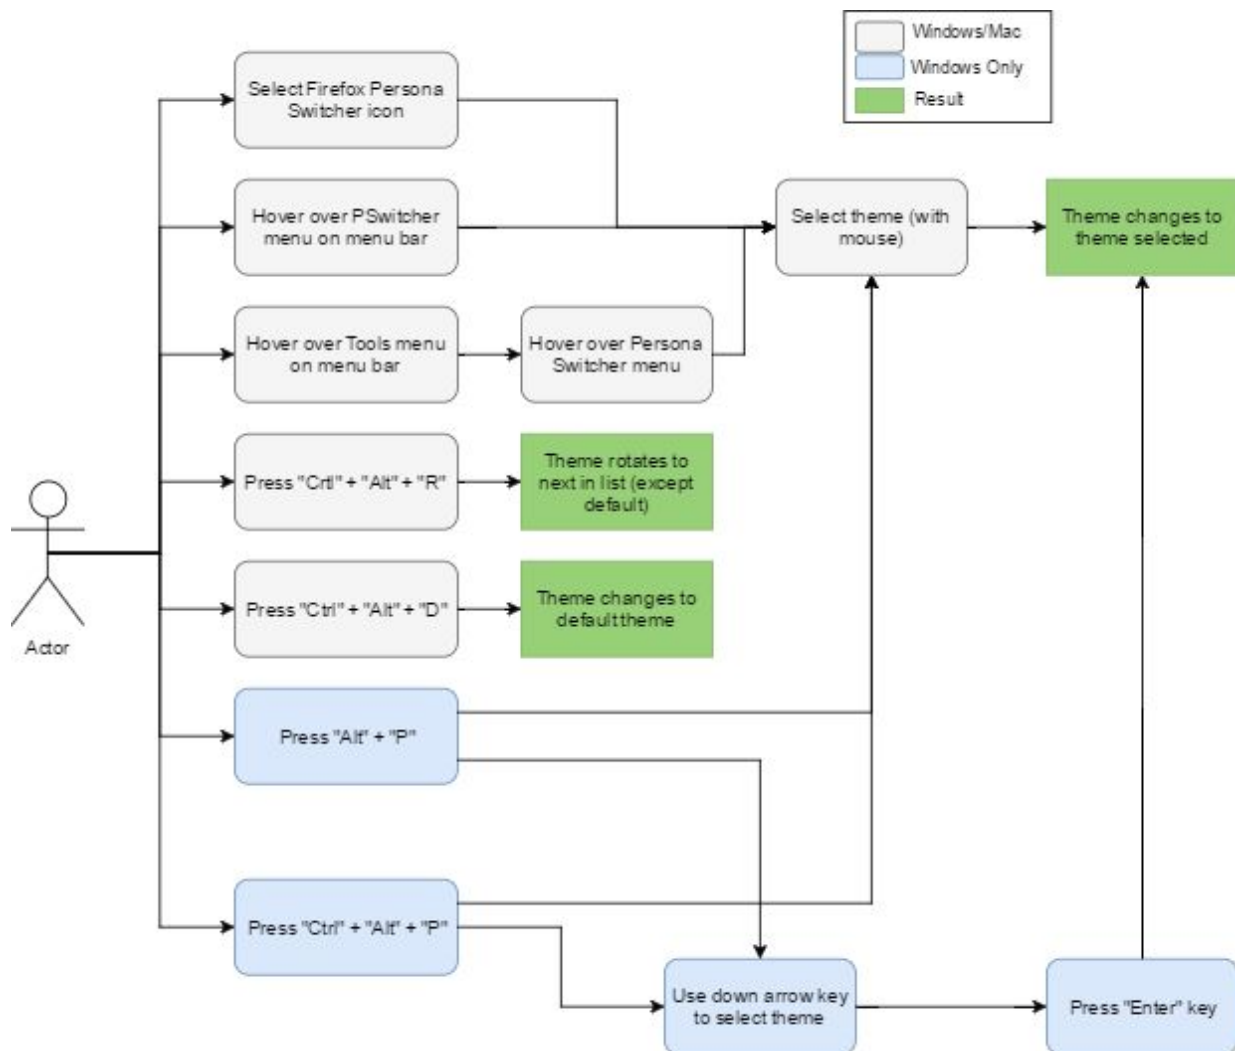 Windows/Mac
Windows Only
Result
Select Firefox Persona
Switcher icon
Hover over PSwitcher
menu on menu bar
Select theme (with
mouse)
Theme changes to
theme selected
Hover over Tools menu
on menu bar
Hover over Persona
Switcher menu
Press "Crtl" + "Alt" + "R"
Theme rotates to
next in list (except
default)
Press "Ctrl" + "Alt" + "D"
Theme changes to
default theme
Actor
Press "Alt" + "P"
Press "Ctrl" + "Alt" + "P"
Use down arrow key
to select theme
Press "Enter" key